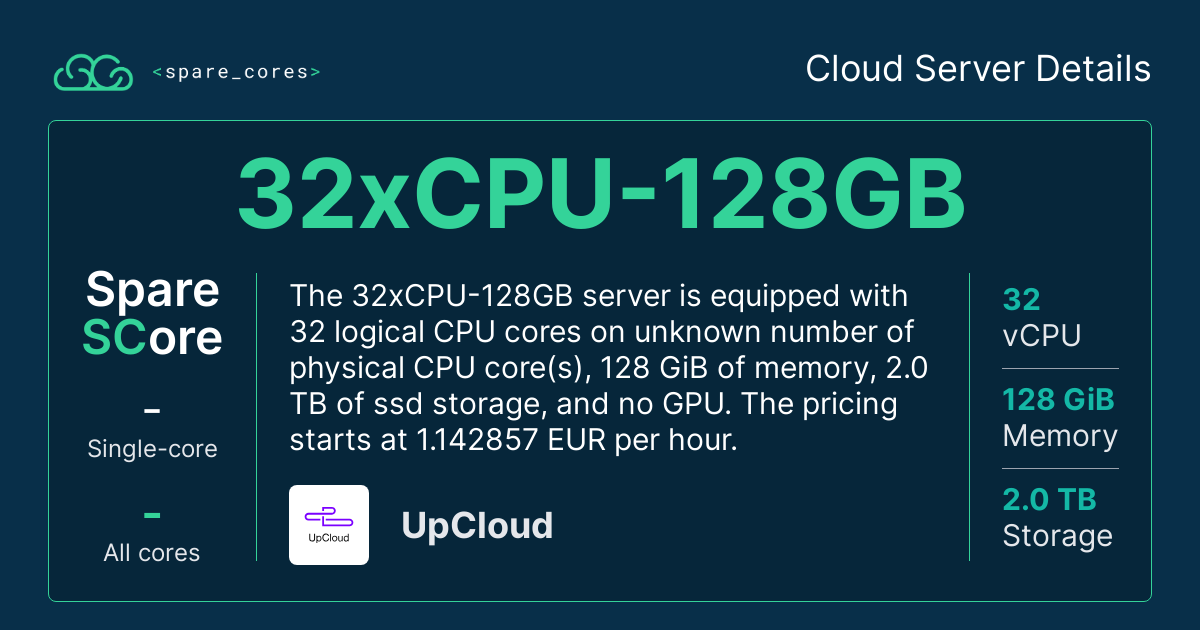 <spare_cores>
Cloud Server Details
32xCPU-128GB
Spare
SCore
-
Single-core
-
All cores
The 32xCPU-128GB server is equipped with
32 logical CPU cores on unknown number of
physical CPU core(s), 128 GiB of memory, 2.0
TB of ssd storage, and no GPU. The pricing
starts at 1.142857 EUR per hour.
UpCloud
UpCloud
32
vCPU
128 GiB
Memory
2.0 TB
Storage